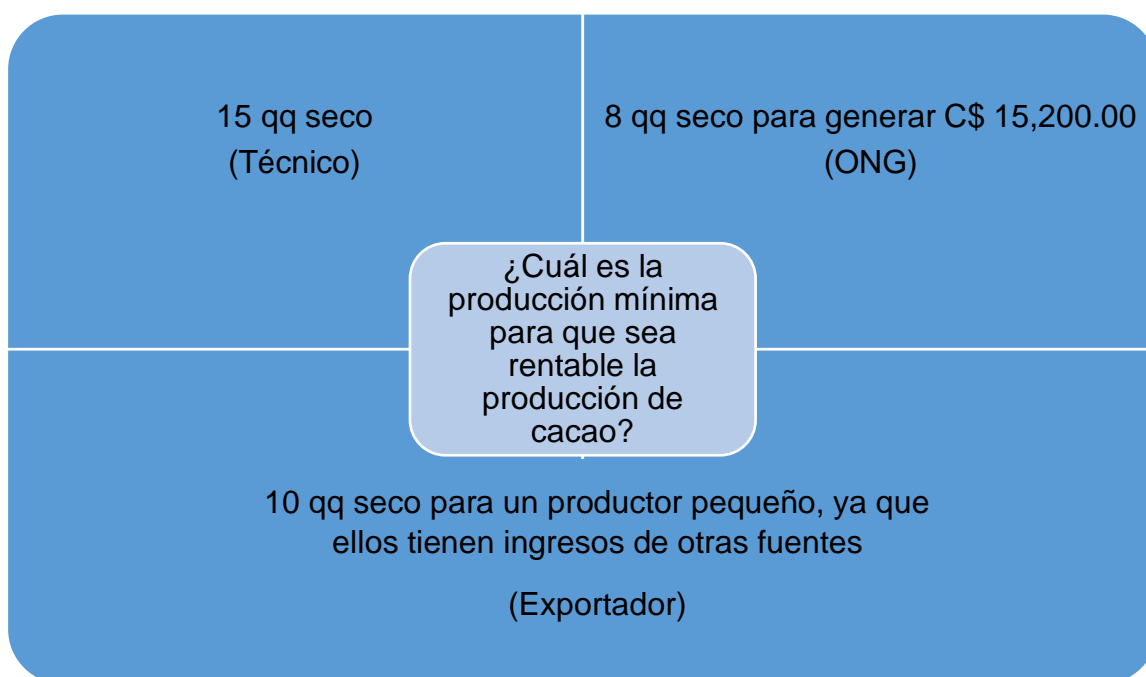 15 qq seco
(Técnico)
8 qq seco para generar C$ 15,200.00
(ONG)
¿Cuál es la
producción mínima
para que sea
rentable la
producción de
cacao?
10 qq seco para un productor pequeño, ya que
ellos tienen ingresos de otras fuentes
(Exportador)